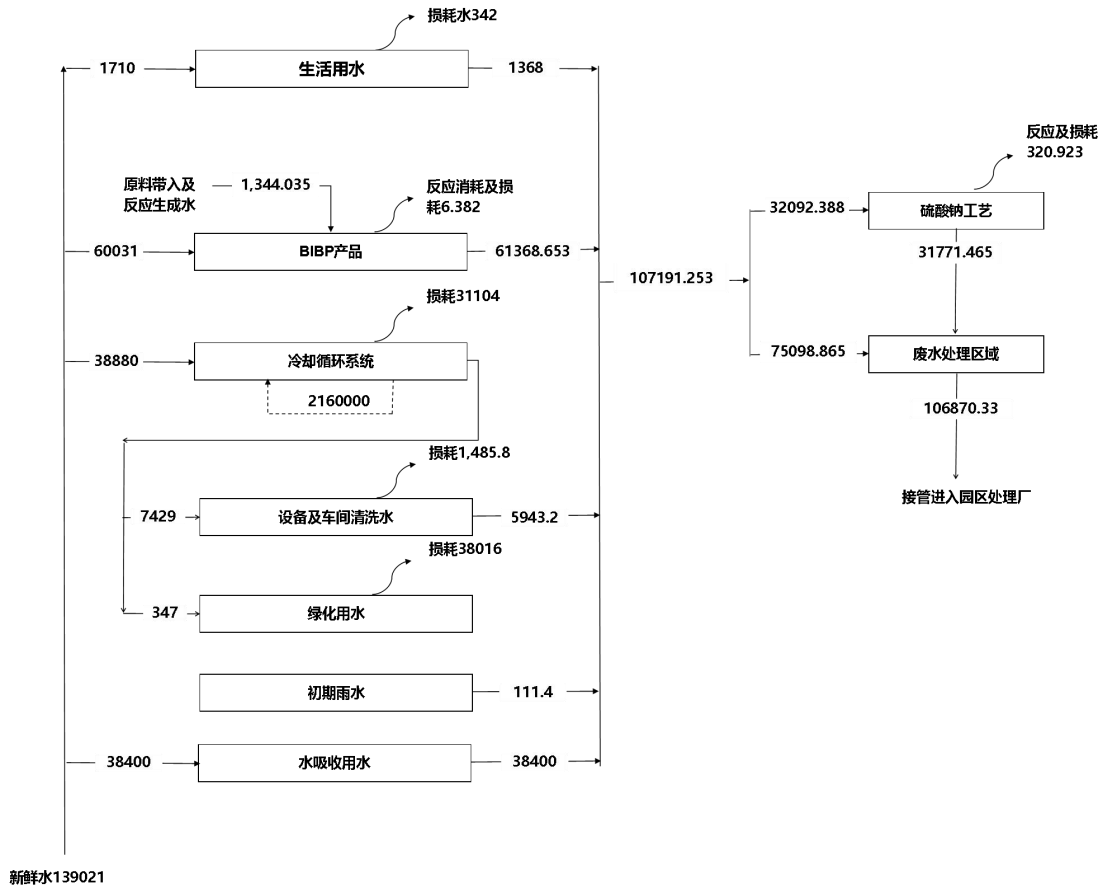 损耗水342
1710
生活用水
1368
原料带入及
反应生成水
1,344.035
反应消耗及损
耗6.382
60031
BIBP产品
61368.653
损耗31104
38880
冷却循环系统
2160000
损耗1,485.8
7429
设备及车间清洗水
5943.2
损耗38016
347
绿化用水
初期雨水
111.4
38400
水吸收用水
38400
新鲜水139021
107191.253
反应及损耗
320.923
32092.388
硫酸钠工艺
31771.465
75098.865
废水处理区域
106870.33
接管进入园区处理厂